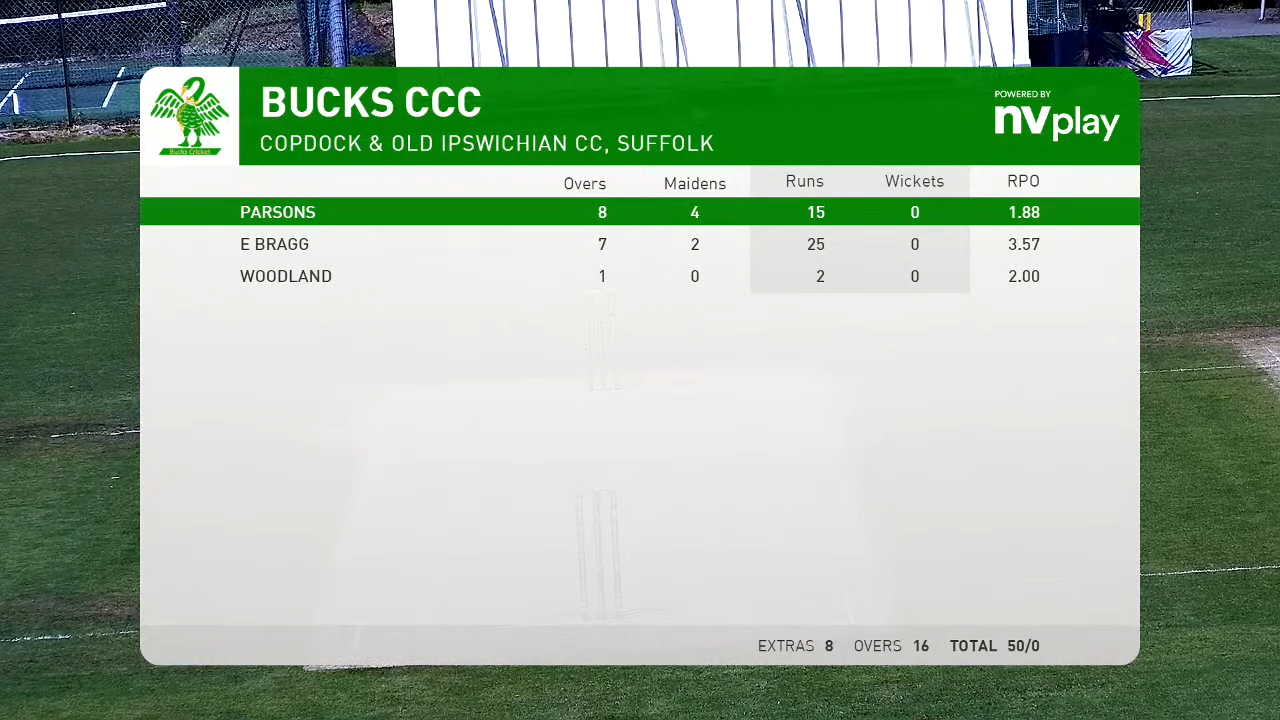 BUCKS CCC
COPDOCK & OLD IPSWICHIAN CC, SUFFOLK
POWERED BY
nvplay
Bucks Cricket
Overs Maidens Runs Wickets RPO
PARSONS 8 4 15 0 1.88
E BRAGG 7 2 25 0 3.57
WOODLAND 1 0 2 0 2.00
EXTRAS 8 OVERS 16 TOTAL 50/0